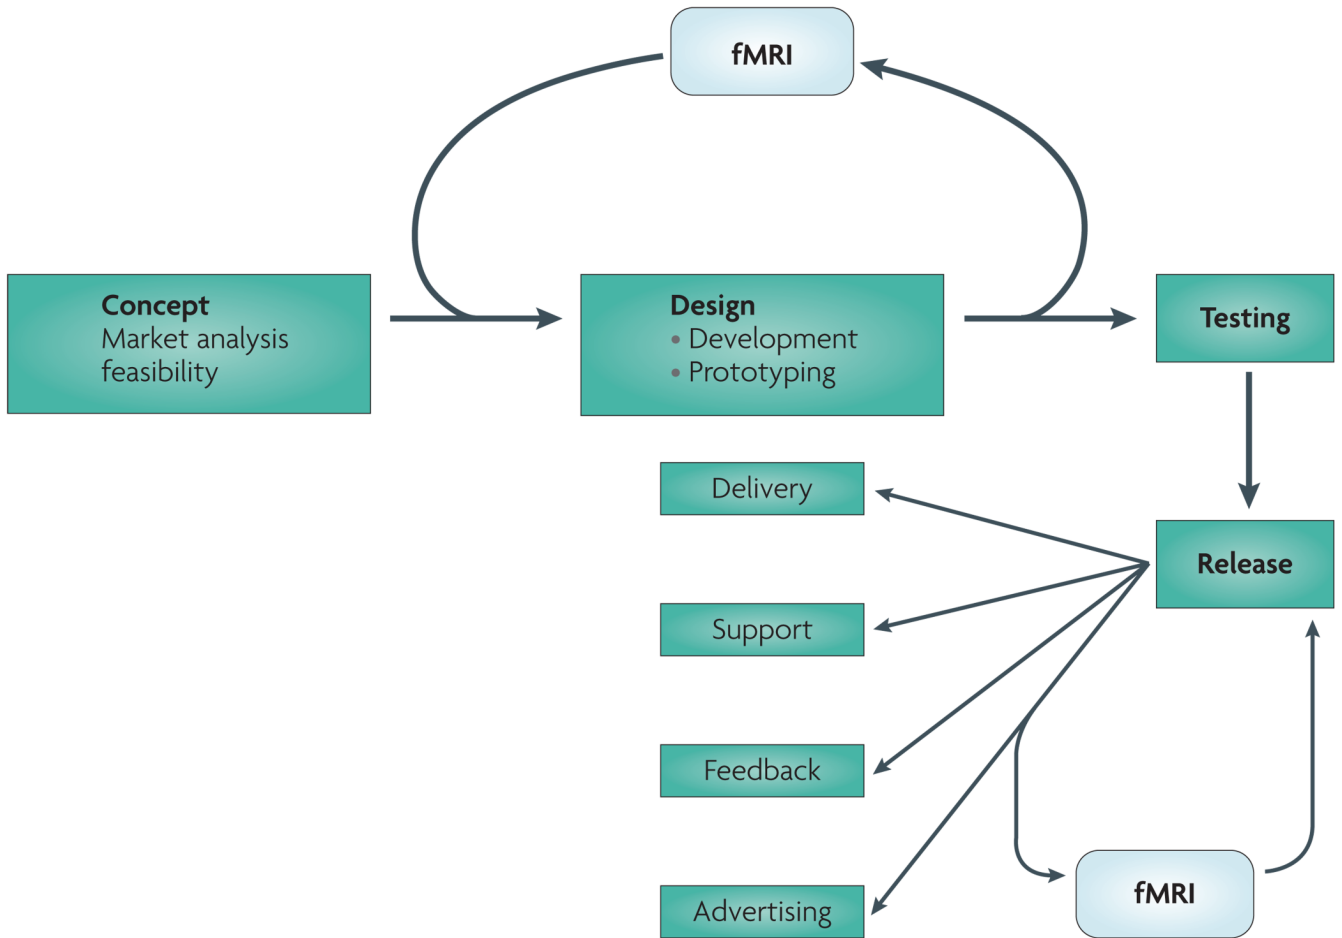 fMRI
Concept
Market analysis
feasibility
Design
• Development
• Prototyping
Testing
Delivery
Release
Support
Feedback
fMRI
Advertising